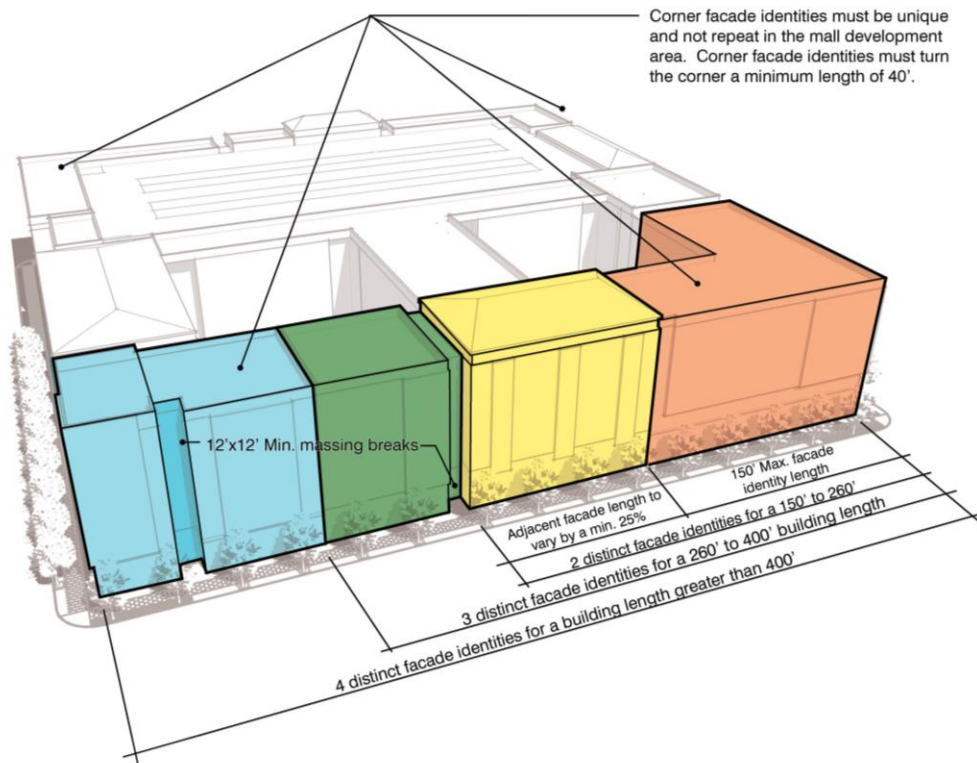 Corner facade identities must be unique
and not repeat in the mall development
area.  Corner facade identities must turn
the corner a minimum length of 40’.
12’x12’ Min. massing breaks
150’ Max. facade
identity length
Adjacent facade length to
vary by a min. 25%
2 distinct facade identities for a 150’ to 260’
3 distinct facade identities for a 260’ to 400’ building length
4 distinct facade identities for a building length greater than 400’